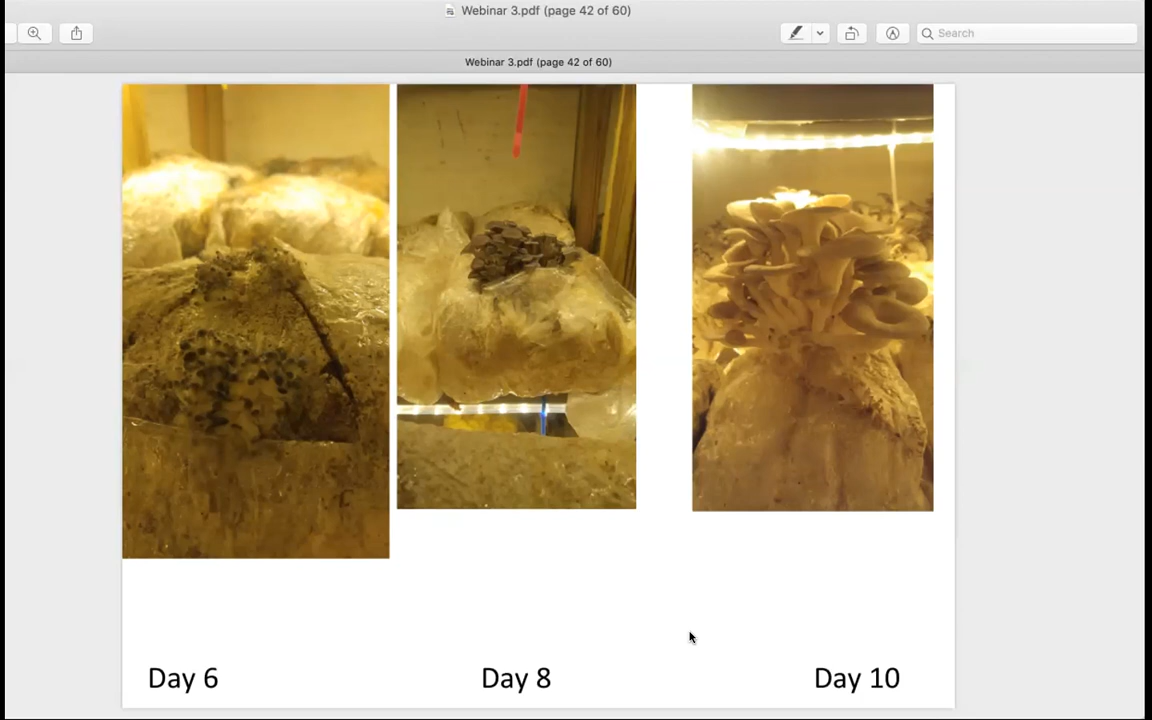 Webinar 3.pdf (page 42 of 60)
Search
Webinar 3.pdf (page 42 of 60)
Day 6
Day 8
Day 10